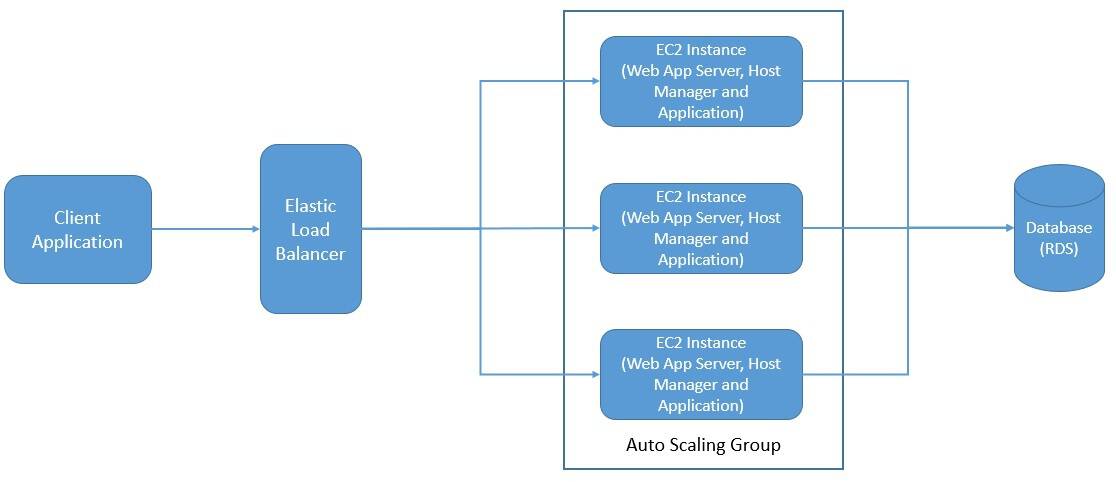 Client
Application
Elastic
Load
Balancer
EC2 Instance
(Web App Server, Host
Manager and
Application)
EC2 Instance
(Web App Server, Host
Manager and
Application)
EC2 Instance
(Web App Server, Host
Manager and
Application)
Auto Scaling Group
Database
(RDS)